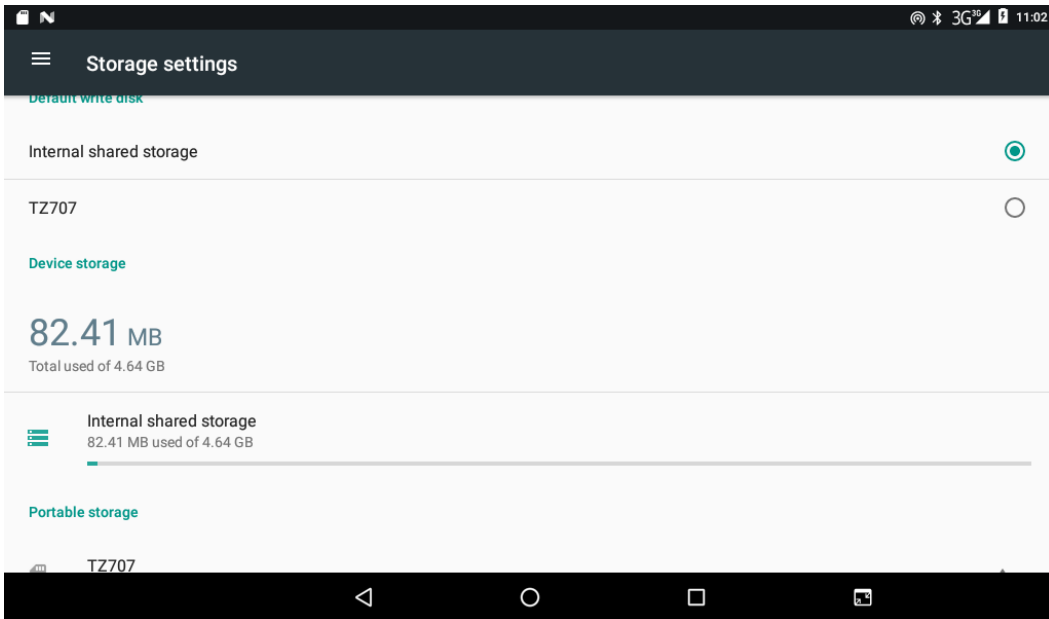 3G 3G 11:02
Storage settings
Default write disk
Internal shared storage
TZ707
Device storage
82.41 MB
Total used of 4.64 GB
Internal shared storage
82.41 MB used of 4.64 GB
Portable storage
TZ707